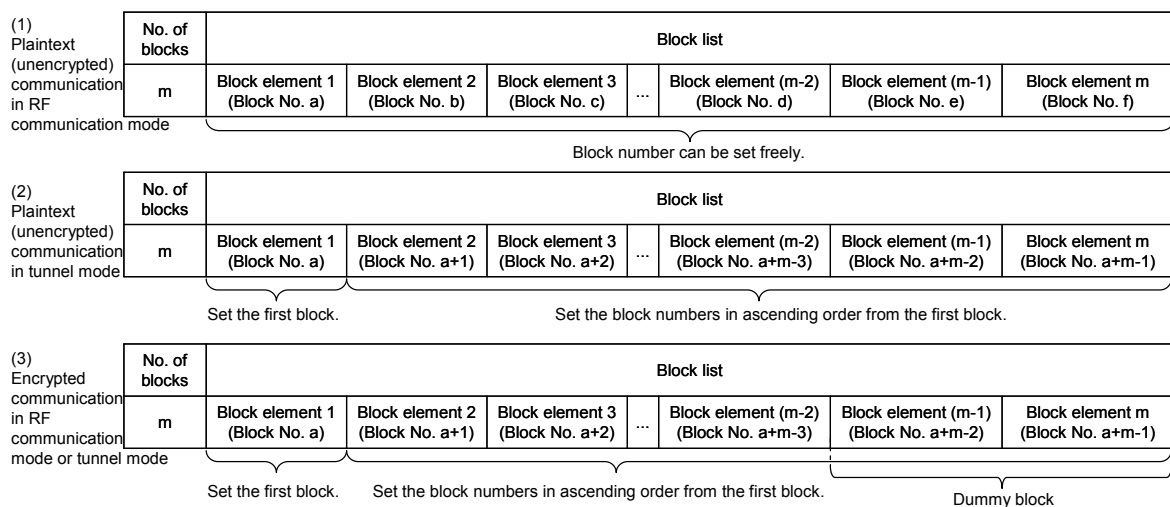 (1)
Plaintext
(unencrypted)
communication
in RF
communication mode
No. of
blocks
Block list
m
Block element 1
(Block No. a)
Block element 2
(Block No. b)
Block element 3
(Block No. c)
...
Block element (m-2)
(Block No. d)
Block element (m-1)
(Block No. e)
Block element m
(Block No. f)
Block number can be set freely.
(2)
Plaintext
(unencrypted)
communication
in tunnel mode
No. of
blocks
Block list
m
Block element 1
(Block No. a)
Block element 2
(Block No. a+1)
Block element 3
(Block No. a+2)
...
Block element (m-2)
(Block No. a+m-3)
Block element (m-1)
(Block No. a+m-2)
Block element m
(Block No. a+m-1)
Set the first block.
Set the block numbers in ascending order from the first block.
(3)
Encrypted
communication
in RF
communication
mode or tunnel mode
No. of
blocks
Block list
m
Block element 1
(Block No. a)
Block element 2
(Block No. a+1)
Block element 3
(Block No. a+2)
...
Block element (m-2)
(Block No. a+m-3)
Block element (m-1)
(Block No. a+m-2)
Block element m
(Block No. a+m-1)
Set the first block.
Set the block numbers in ascending order from the first block.
Dummy block